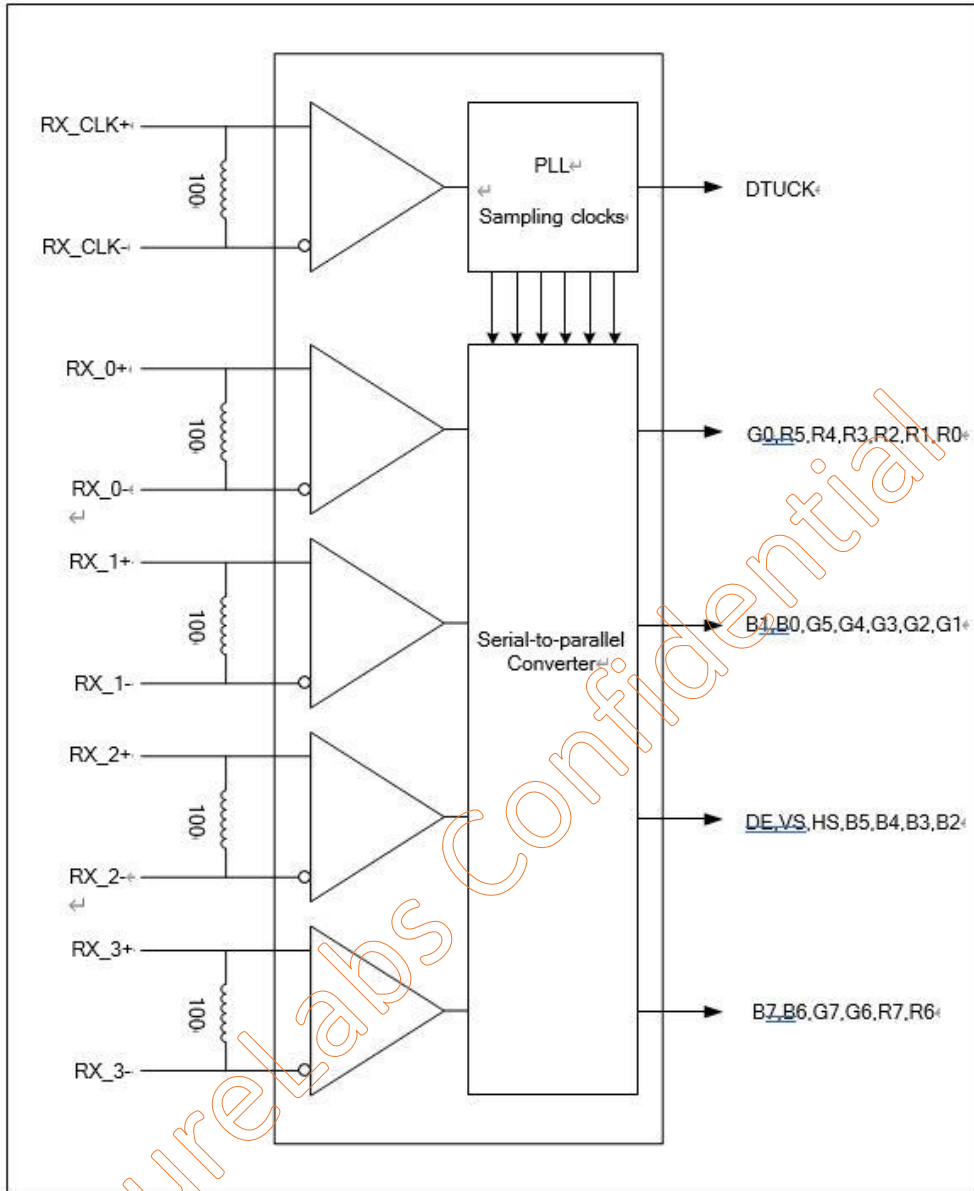 RX_CLK+
100
RX_CLK-
PLL
Sampling clocks
DTUCK
RX_0+
100
RX_0-
G0,R5,R4,R3,R2,R1,R0
RX_1+
100
RX_1-
Serial-to-parallel
Converter
B1,B0,G5,G4,G3,G2,G1
RX_2+
100
RX_2-
DE,VS,HS,B5,B4,B3,B2
RX_3+
100
RX_3-
B7,B6,G7,G6,R7,R6
ureLabs Confidential